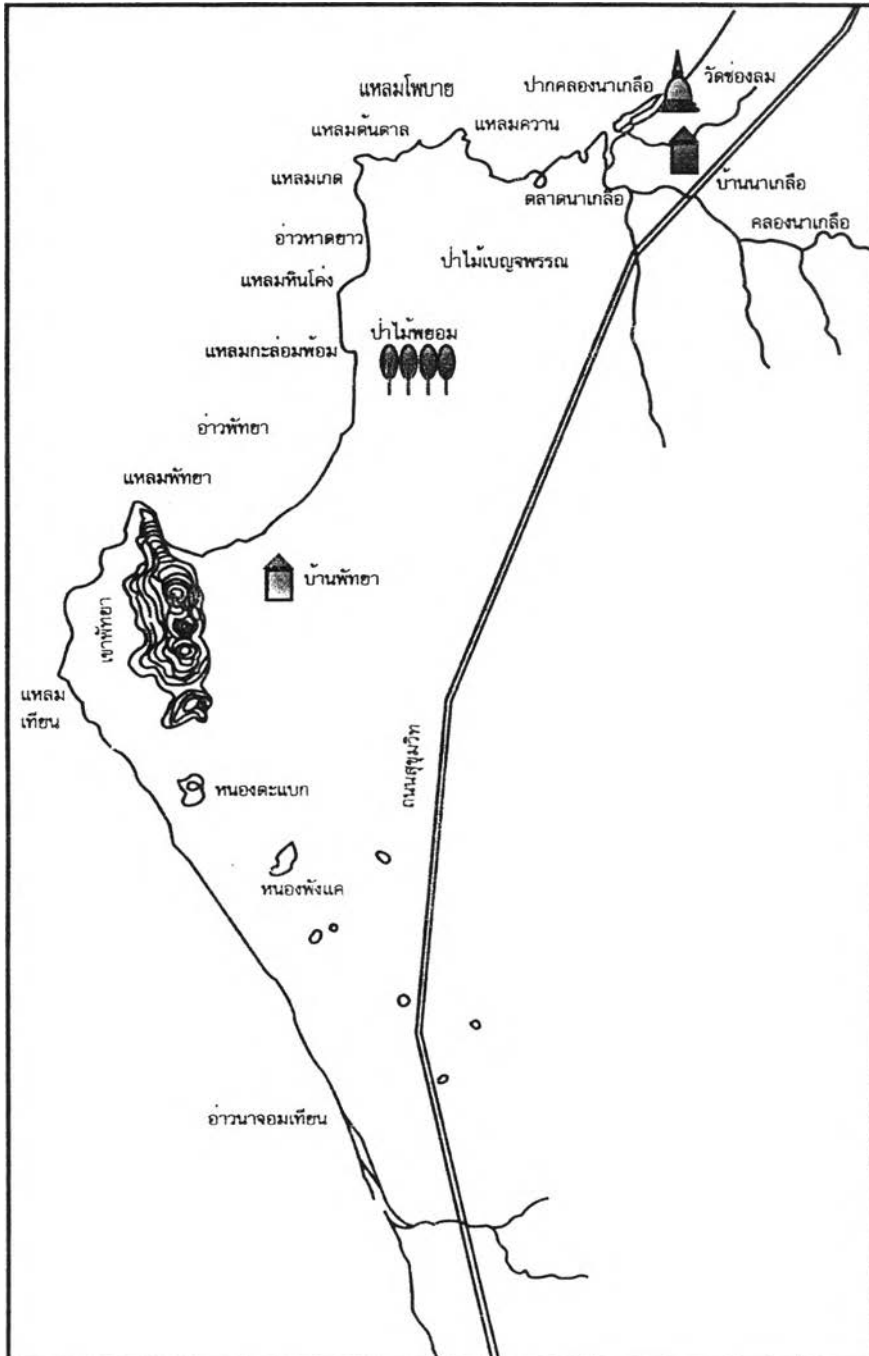 วัดช่องลม
ปากคลองนาเกลือ
แหลมโพบาย
แหลมต้นตาล
แหลมควาน
แหลมเกต
ตลาดนาเกลือ
บ้านนาเกลือ
คลองนาเกลือ
อ่าวหาดยาว
ป่าไม้เบญจพรรณ
แหลมหินโค่ง
แหลมกะล่อมพ้อม
ป่าไม้พยอม
อ่าวพัทยา
แหลมพัทยา
บ้านพัทยา
เขาพัทยา
แหลม
เทียน
ถนนสุขุมวิท
หนองตะแบก
หนองพังแค
อ่าวนาจอมเทียน